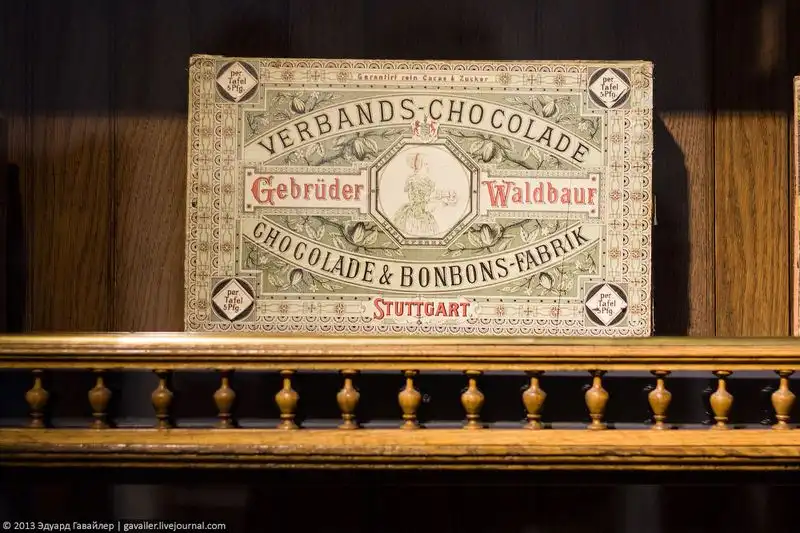 Garantirt rein Cacao & Zucker
per Tafel 5 Pfg.
per Tafel 5 Pfg.
VERBANDS-CHOCOLADE
Gebrüder Waldbaur
CHOCOLADE & BONBONS-FABRIK
per Tafel 5 Pfg.
per Tafel 5 Pfg.
STUTTGART
© 2013 Эдуард Гавайлер | gavailer.livejournal.com